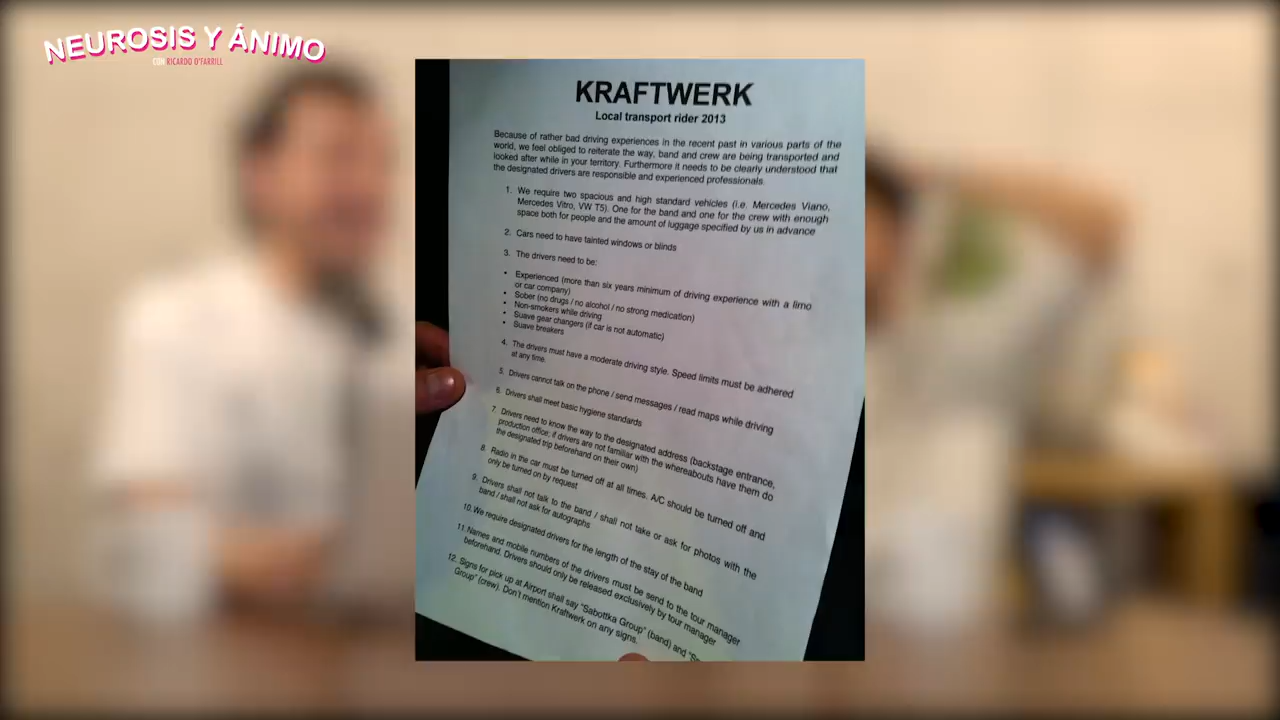 NEUROSIS Y ÁNIMO
CON RICARDO O'FARRILL
KRAFTWERK
Local transport rider 2013
Because of rather bad driving experiences in the recent past in various parts of the
world, we feel obliged to reiterate the way, band and crew are being transported and
looked after while in your territory. Furthermore it needs to be clearly understood that
the designated drivers are responsible and experienced professionals.
1. We require two spacious and high standard vehicles (i.e. Mercedes Viano,
Mercedes Vitro, VW T5). One for the band and one for the crew with enough
space both for people and the amount of luggage specified by us in advance
2. Cars need to have tainted windows or blinds
3. The drivers need to be:
• Experienced (more than six years minimum of driving experience with a limo
or car company)
• Sober (no drugs / no alcohol / no strong medication)
• Non-smokers while driving
• Suave gear changers (if car is not automatic)
• Suave breakers
4. The drivers must have a moderate driving style. Speed limits must be adhered
at any time.
5. Drivers cannot talk on the phone / send messages / read maps while driving
6. Drivers shall meet basic hygiene standards
7. Drivers need to know the way to the designated address (backstage entrance,
production office; if drivers are not familiar with the whereabouts have them do
the designated trip beforehand on their own)
8. Radio in the car must be turned off at all times. A/C should be turned off and
only be turned on by request
9. Drivers shall not talk to the band / shall not take or ask for photos with the
band / shall not ask for autographs
10. We require designated drivers for the length of the stay of the band
11. Names and mobile numbers of the drivers must be send to the tour manager
beforehand. Drivers should only be released exclusively by tour manager
12. Signs for pick up at Airport shall say "Sabottka Group" (band) and
Group" (crew). Don't mention Kraftwerk on any signs.